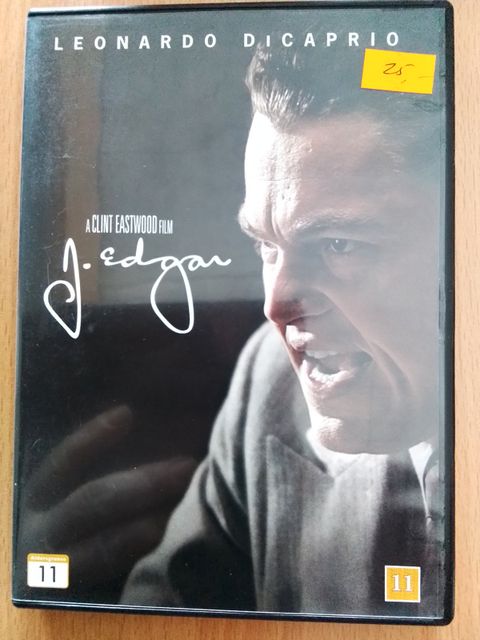 LEONARDO DiCAPRIO
25,-
A CLINT EASTWOOD FILM
J. Edgar
11
11